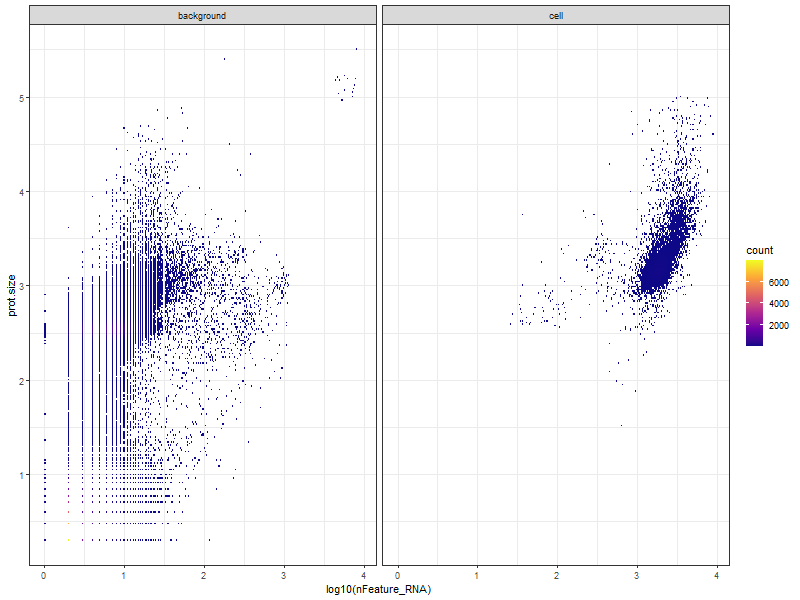 background cell
5
4
3
2
1
prot.size
0 1 2 3 4 0 1 2 3 4
log10(nFeature_RNA)
count
6000
4000
2000